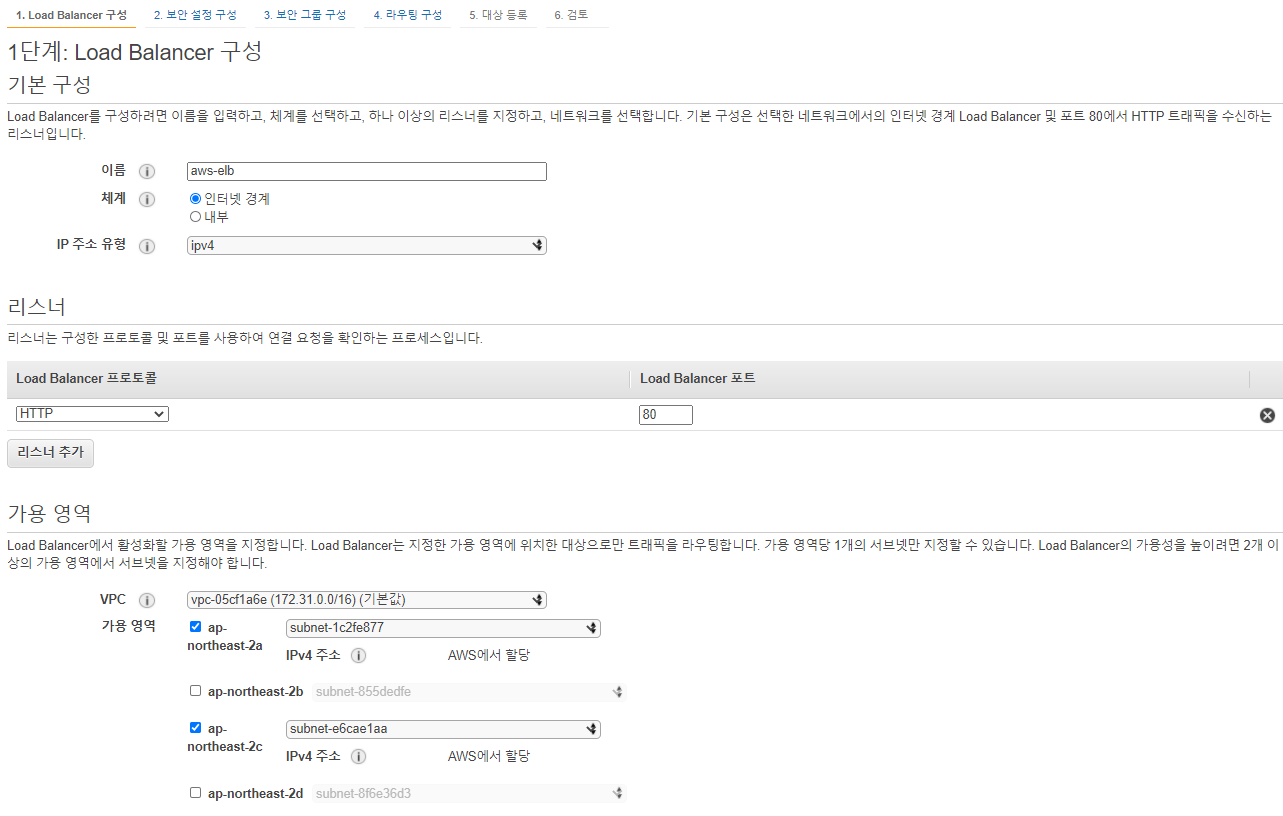 1. Load Balancer 구성 2. 보안 설정 구성 3. 보안 그룹 구성 4. 라우팅 구성 5. 대상 등록 6. 검토
1단계: Load Balancer 구성
기본 구성
Load Balancer를 구성하려면 이름을 입력하고, 체계를 선택하고, 하나 이상의 리스너를 지정하고, 네트워크를 선택합니다. 기본 구성은 선택한 네트워크에서의 인터넷 경계 Load Balancer 및 포트 80에서 HTTP 트래픽을 수신하는
리스너입니다.
이름 i aws-elb
체계 i 인터넷 경계
내부
IP 주소 유형 i ipv4
리스너
리스너는 구성한 프로토콜 및 포트를 사용하여 연결 요청을 확인하는 프로세스입니다.
Load Balancer 프로토콜 Load Balancer 포트
HTTP 80
리스너 추가
가용 영역
Load Balancer에서 활성화할 가용 영역을 지정합니다. Load Balancer는 지정한 가용 영역에 위치한 대상으로만 트래픽을 라우팅합니다. 가용 영역당 1개의 서브넷만 지정할 수 있습니다. Load Balancer의 가용성을 높이려면 2개 이
상의 가용 영역에서 서브넷을 지정해야 합니다.
VPC i vpc-05cf1a6e (172.31.0.0/16) (기본값)
가용 영역 ap- subnet-1c2fe877
northeast-2a
IPv4 주소 i AWS에서 할당
ap-northeast-2b subnet-855dedfe
ap- subnet-e6cae1aa
northeast-2c
IPv4 주소 i AWS에서 할당
ap-northeast-2d subnet-8f6e36d3